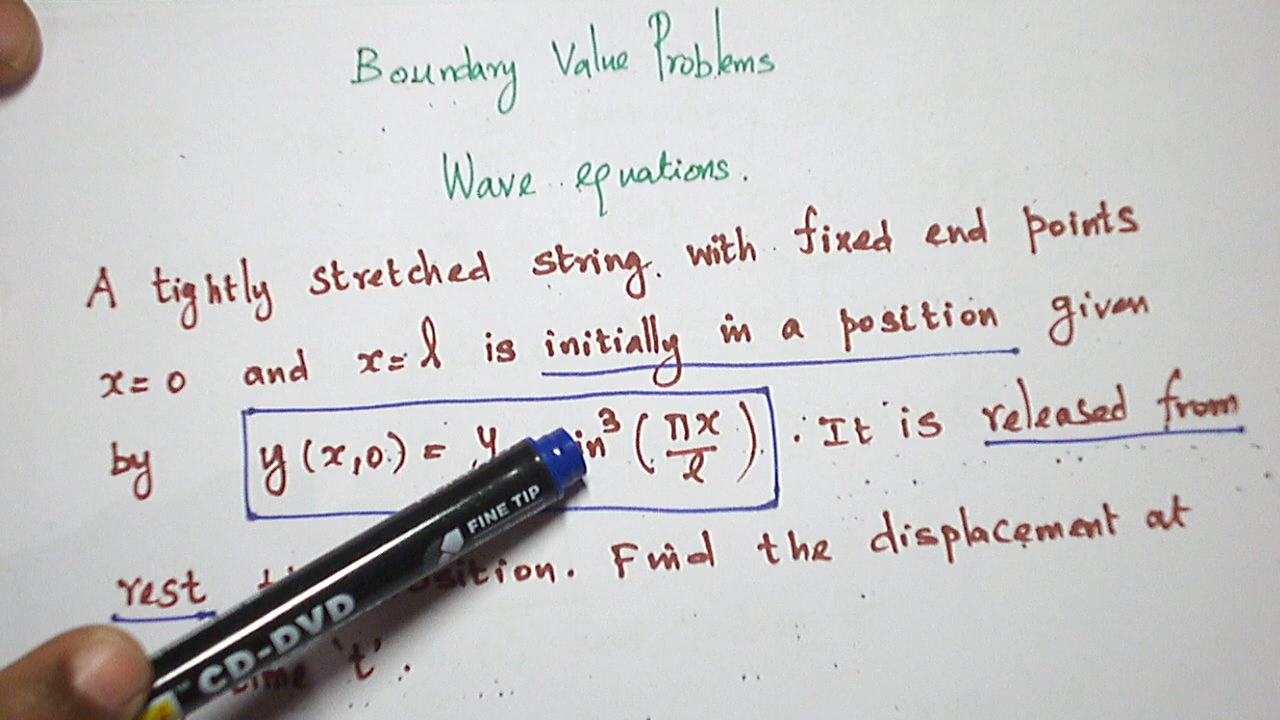 Boundary Value Problems
Wave equations.
A tightly stretched string. with fixed end points
x=0 and x=l is initially in a position given
by y(x,0) = y in³ (πx/l). It is released from
rest sition. Find the displacement at
time 't'.
FINE TIP
CD-DVD